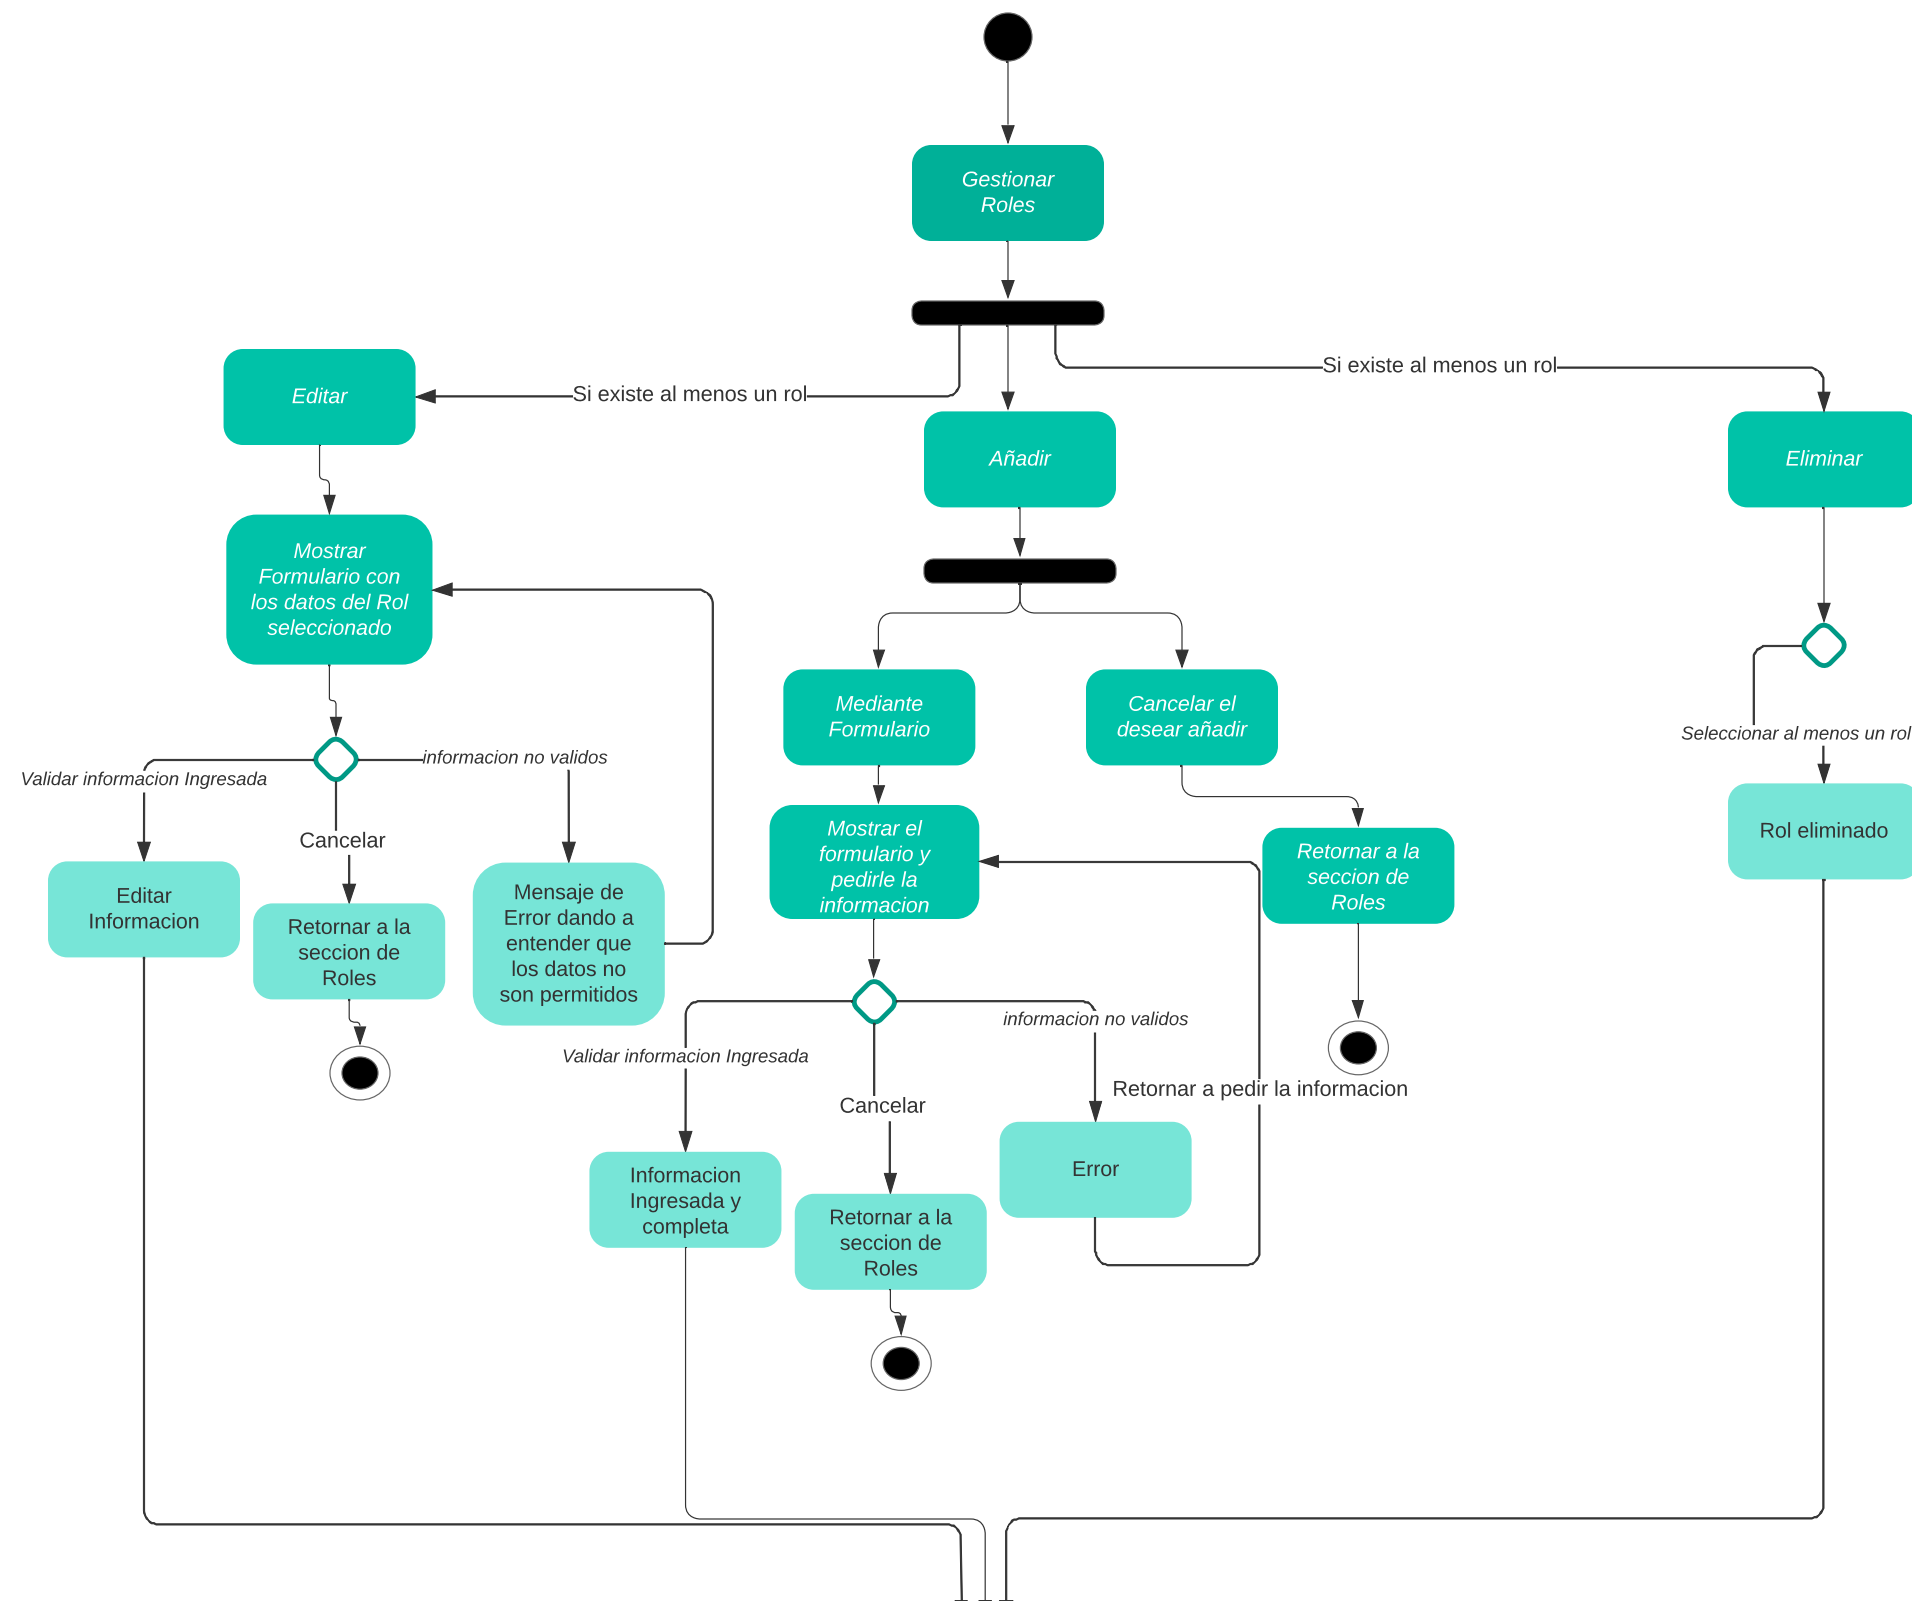 Gestionar
Roles
Si existe al menos un rol
Si existe al menos un rol
Editar
Añadir
Eliminar
Mostrar
Formulario con
los datos del Rol
seleccionado
Mediante
Formulario
Cancelar el
desear añadir
Seleccionar al menos un rol
informacion no validos
Validar informacion Ingresada
Cancelar
Mostrar el
formulario y
pedirle la
informacion
Retornar a la
seccion de
Roles
Rol eliminado
Editar
Informacion
Retornar a la
seccion de
Roles
Mensaje de
Error dando a
entender que
los datos no
son permitidos
informacion no validos
Validar informacion Ingresada
Cancelar
Retornar a pedir la informacion
Informacion
Ingresada y
completa
Retornar a la
seccion de
Roles
Error